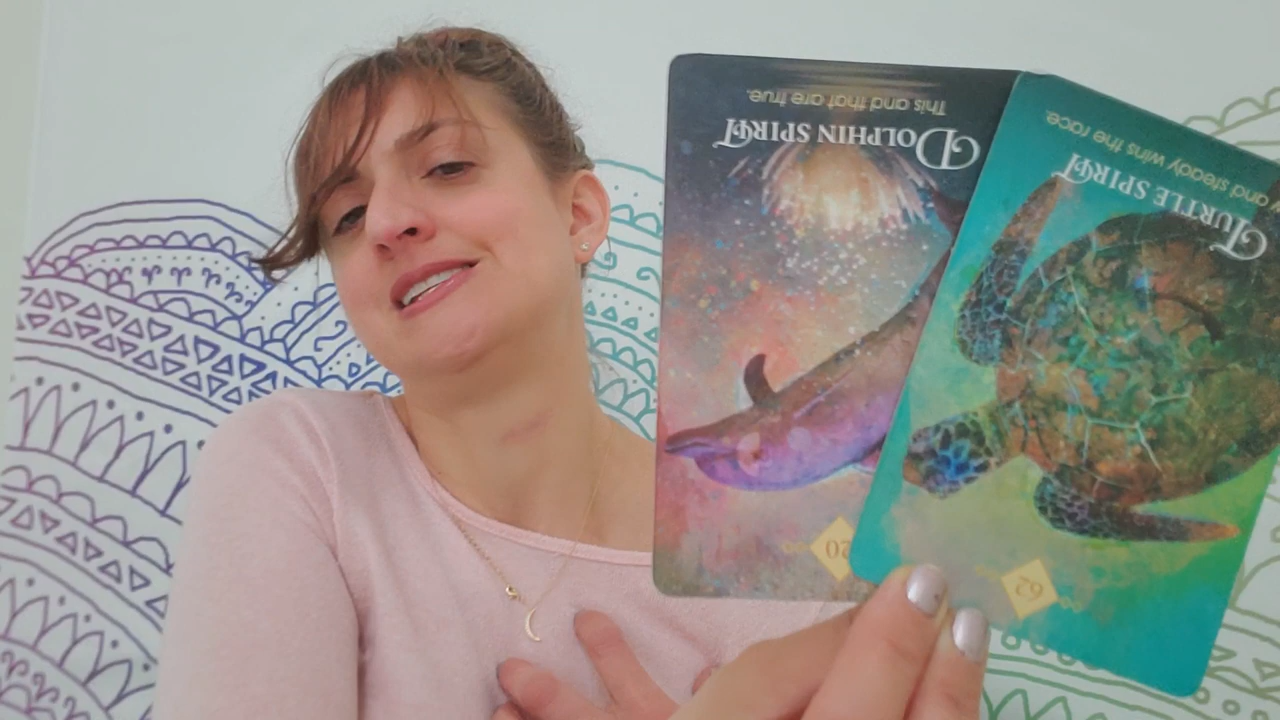 20
DOLPHIN SPIRIT
This and that are true.
62
TURTLE SPIRIT
and steady wins the race.